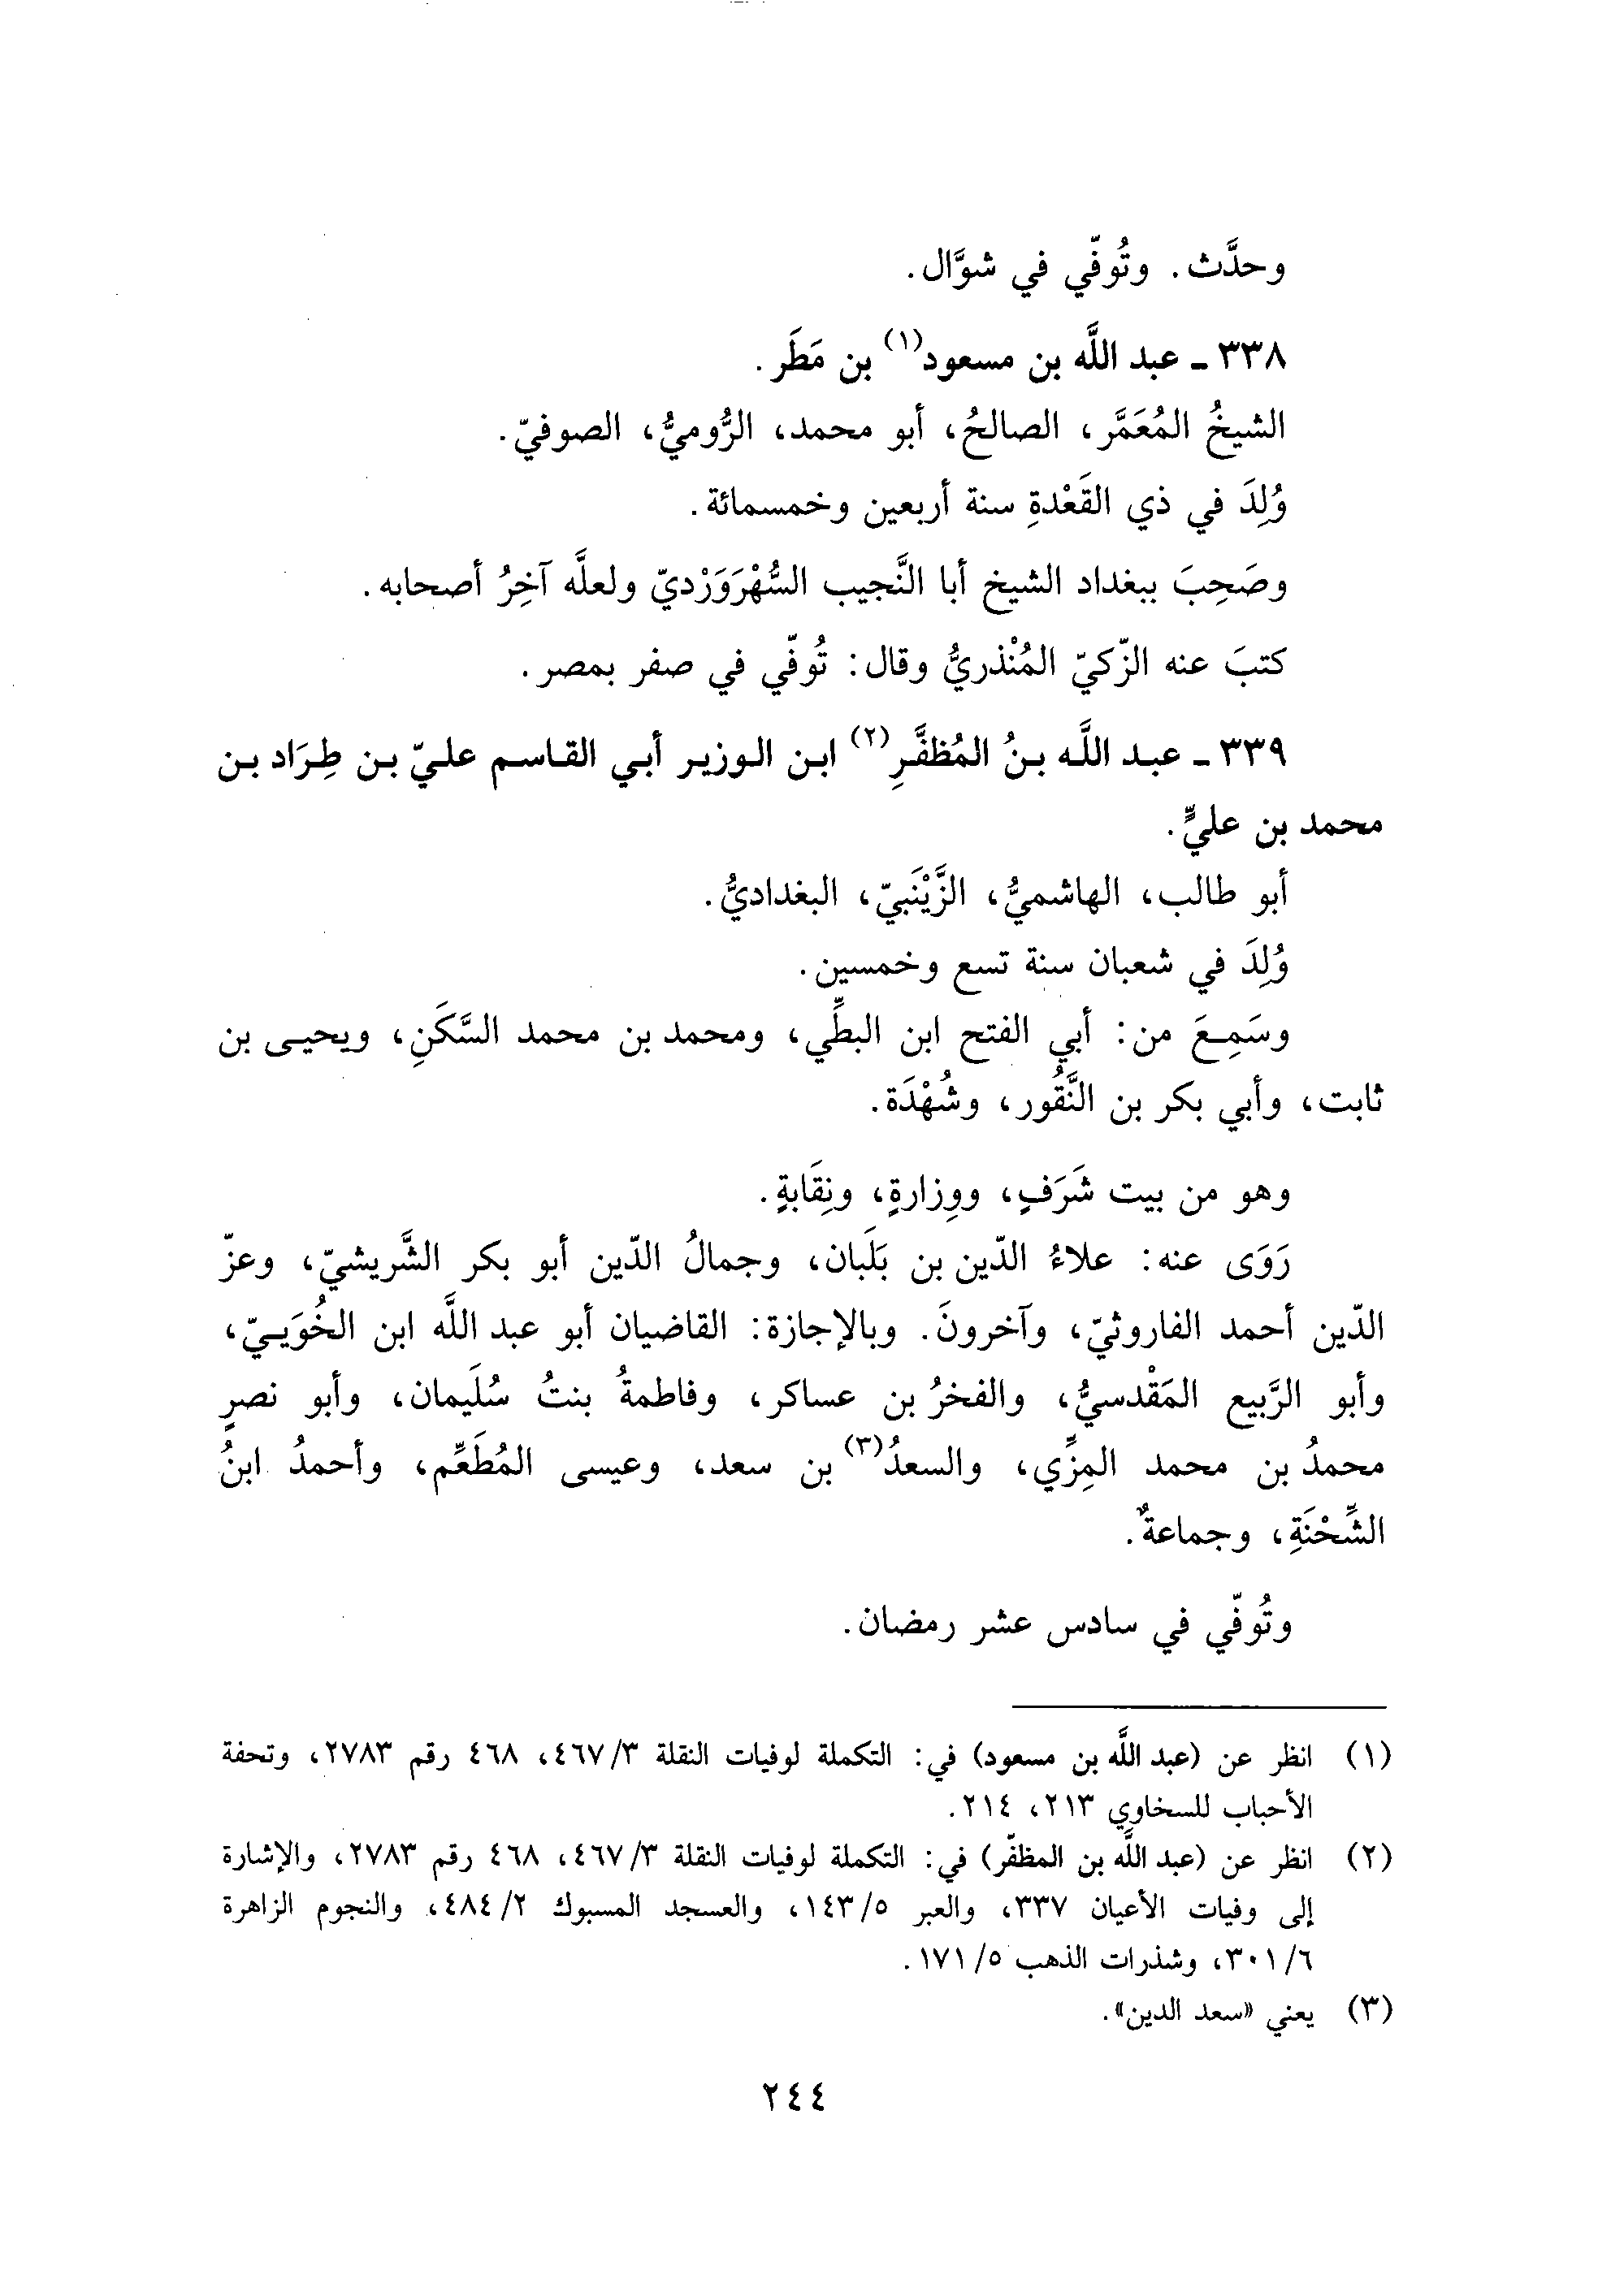 وحدَّث. وتُوفّي في شوَّال.
٣٣٨ ـ عبد اللَّه بن مسعود(١) بن مَطَر.
الشيخُ المُعَمَّر، الصالحُ، أبو محمد، الرُّوميُّ، الصوفيّ.
وُلِدَ في ذي القَعْدةِ سنة أربعين وخمسمائة.
وصَحِبَ ببغداد الشيخ أبا النَّجيب السُّهْرَوَرْديّ ولعلَّه آخِرُ أصحابه.
كتبَ عنه الزّكيّ المُنْذريُّ وقال: تُوفّي في صفر بمصر.
٣٣٩ ـ عبد اللَّه بنُ المُظفَّرِ(٢) ابن الوزير أبي القاسم عليّ بن طِرَاد بن
محمد بن عليٍّ.
أبو طالب، الهاشميُّ، الزَّيْنَبيّ، البغداديُّ.
وُلِدَ في شعبان سنة تسع وخمسين.
وسَمِعَ من: أبي الفتح ابن البطِّي، ومحمد بن محمد السَّكَنِ، ويحيى بن
ثابت، وأبي بكر بن النَّقُور، وشُهْدَة.
وهو من بيت شَرَفٍ، ووِزارةٍ، ونِقَابةٍ.
رَوَى عنه: علاءُ الدّين بن بَلَبان، وجمالُ الدّين أبو بكر الشَّريشيّ، وعزّ
الدّين أحمد الفاروثيّ، وآخرونَ. وبالإجازة: القاضيان أبو عبد اللَّه ابن الخُوَييّ،
وأبو الرَّبيع المَقْدسيُّ، والفخرُ بن عساكر، وفاطمةُ بنتُ سُلَيمان، وأبو نصرٍ
محمدُ بن محمد المِزِّي، والسعدُ(٣) بن سعد، وعيسى المُطَعِّم، وأحمدُ ابنُ
الشِّحْنَةِ، وجماعةٌ.
وتُوفّي في سادس عشر رمضان.
(١) انظر عن (عبد اللَّه بن مسعود) في: التكملة لوفيات النقلة ٤٦٧/٣، ٤٦٨ رقم ٢٧٨٣، وتحفة
الأحباب للسخاوي ٢١٣، ٢١٤.
(٢) انظر عن (عبد اللَّه بن المظفّر) في: التكملة لوفيات النقلة ٤٦٧/٣، ٤٦٨ رقم ٢٧٨٣، والإشارة
إلى وفيات الأعيان ٣٣٧، والعبر ١٤٣/٥، والعسجد المسبوك ٤٨٤/٢، والنجوم الزاهرة
٣٠١/٦، وشذرات الذهب ١٧١/٥.
(٣) يعني «سعد الدين».
٢٤٤